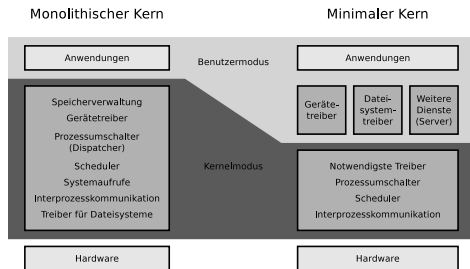 Monolithischer Kern
Minimaler Kern
Anwendungen
Benutzermodus
Anwendungen
Speicherverwaltung
Gerätetreiber
Prozessumschalter
(Dispatcher)
Scheduler
Systemaufrufe
Interprozesskommunikation
Treiber für Dateisysteme
Kernelmodus
Geräte-
treiber
Datei-
system-
treiber
Weitere
Dienste
(Server)
Notwendigste Treiber
Prozessumschalter
Scheduler
Interprozesskommunikation
Hardware
Hardware